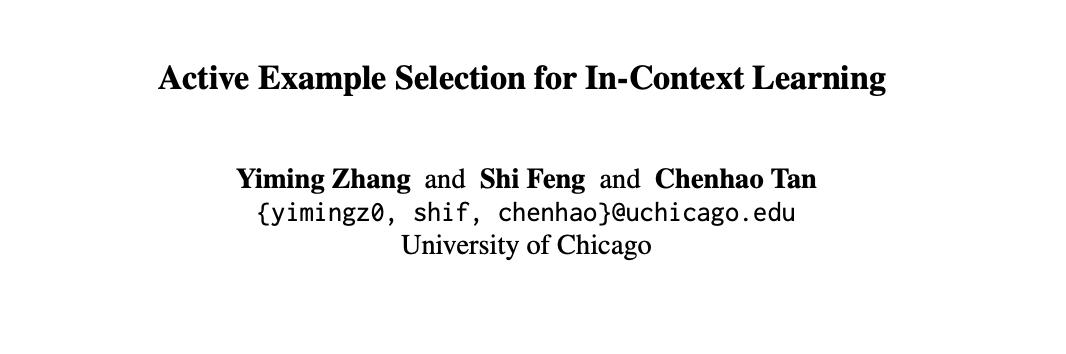 Active Example Selection for In-Context Learning
Yiming Zhang and Shi Feng and Chenhao Tan
{yimingz0, shif, chenhao}@uchicago.edu
University of Chicago